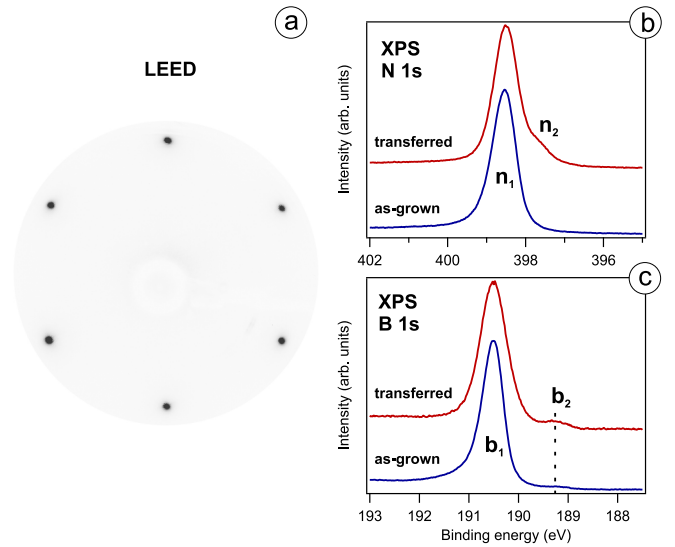 a
LEED
b
XPS
N 1s
transferred
n2
n1
as-grown
Intensity (arb. units)
402 400 398 396
c
XPS
B 1s
transferred
b2
b1
as-grown
Intensity (arb. units)
193 192 191 190 189 188
Binding energy (eV)